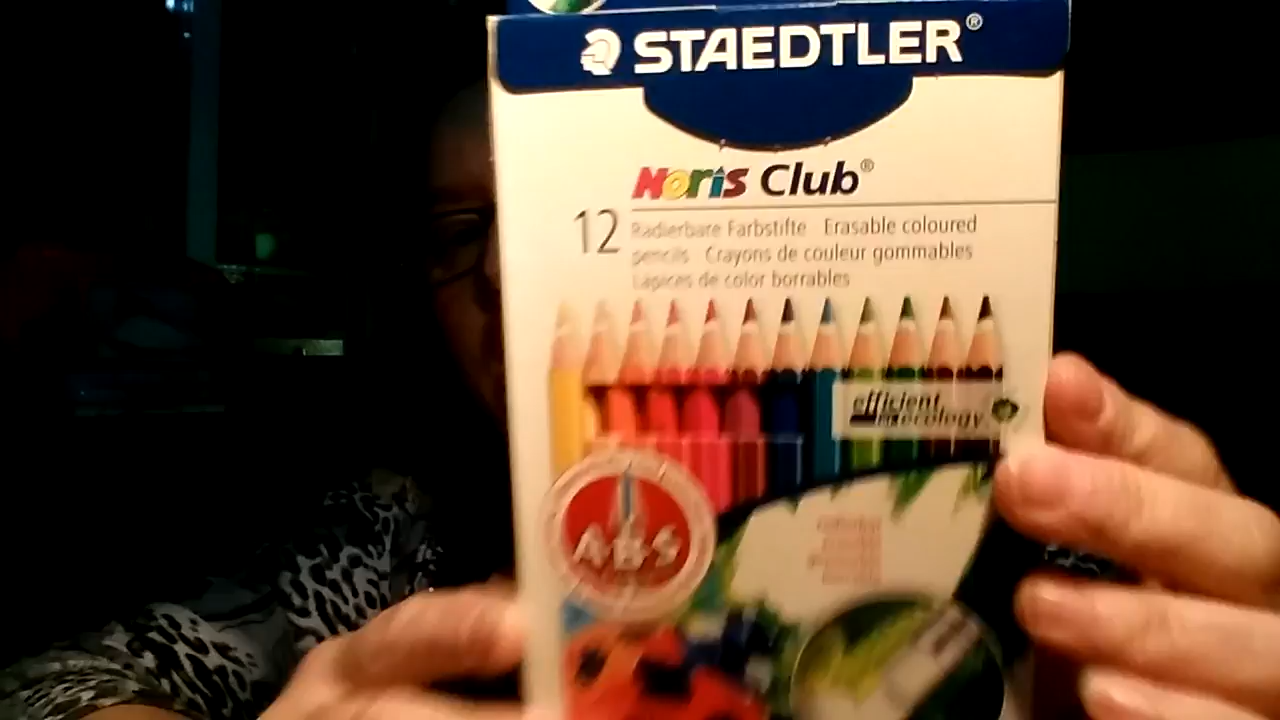 STAEDTLER®
Noris Club®
12 Radierbare Farbstifte Erasable coloured
pencils Crayons de couleur gommables
Lápices de color borrables
efficient
ecology
A·B·S